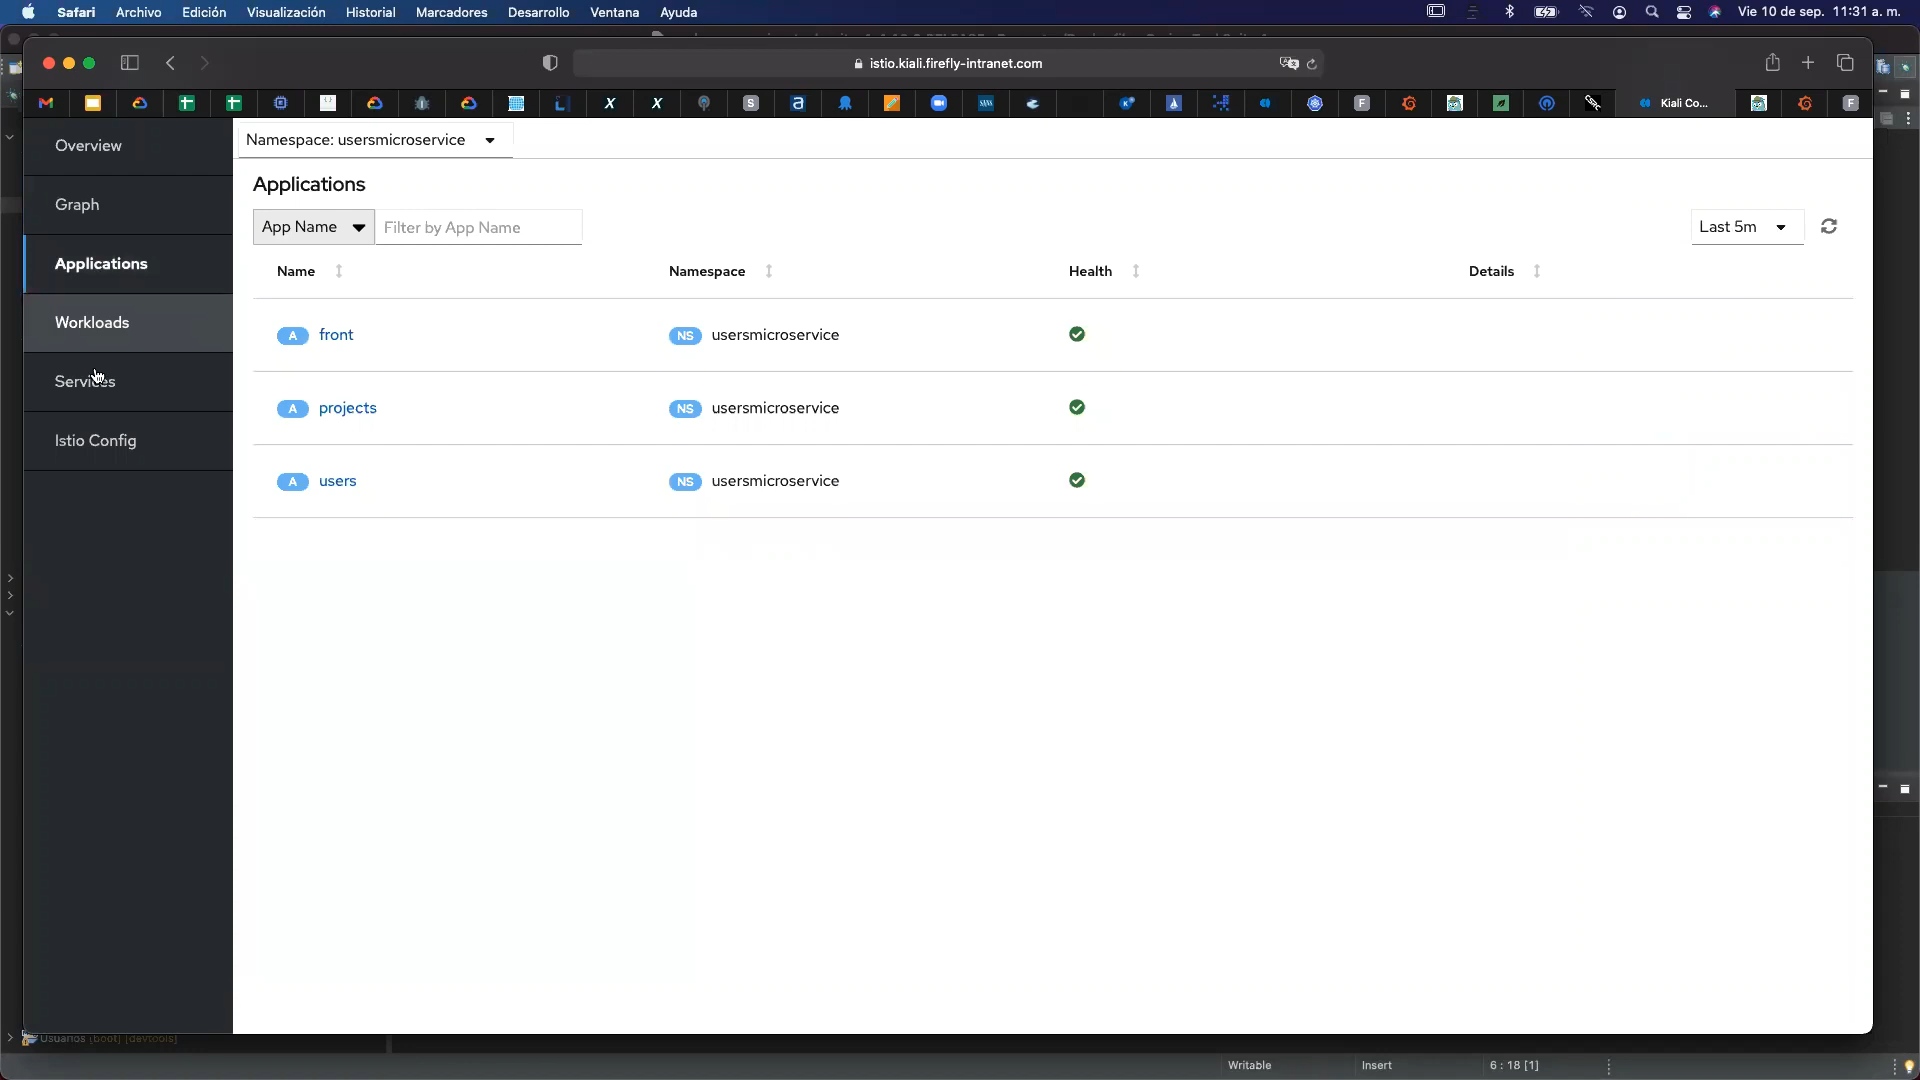 Safari Archivo Edición Visualización Historial Marcadores Desarrollo Ventana Ayuda Vie 10 de sep. 11:31 a. m.
istio.kiali.firefly-intranet.com
Kiali Co...
Overview
Graph
Applications
Workloads
Services
Istio Config
Namespace: usersmicroservice
Applications
App Name Filter by App Name Last 5m
Name Namespace Health Details
A front NS usersmicroservice
A projects NS usersmicroservice
A users NS usersmicroservice
Usuarios [boot] [devtools]
Writable Insert 6 : 18 [1]